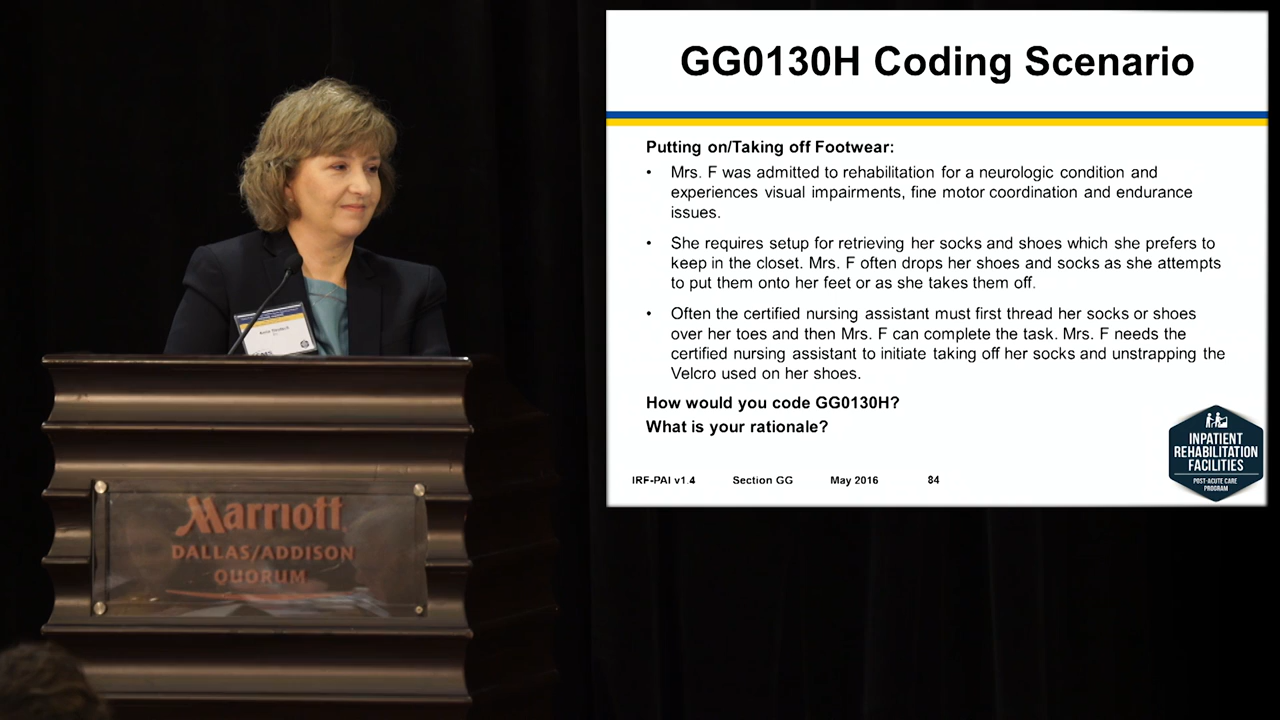 GG0130H Coding Scenario
Putting on/Taking off Footwear:
• Mrs. F was admitted to rehabilitation for a neurologic condition and
experiences visual impairments, fine motor coordination and endurance
issues.
• She requires setup for retrieving her socks and shoes which she prefers to
keep in the closet. Mrs. F often drops her shoes and socks as she attempts
to put them onto her feet or as she takes them off.
• Often the certified nursing assistant must first thread her socks or shoes
over her toes and then Mrs. F can complete the task. Mrs. F needs the
certified nursing assistant to initiate taking off her socks and unstrapping the
Velcro used on her shoes.
How would you code GG0130H?
What is your rationale?
INPATIENT
REHABILITATION
FACILITIES
POST-ACUTE CARE
PROGRAM
IRF-PAI v1.4 Section GG May 2016 84
Marriott
DALLAS/ADDISON
QUORUM